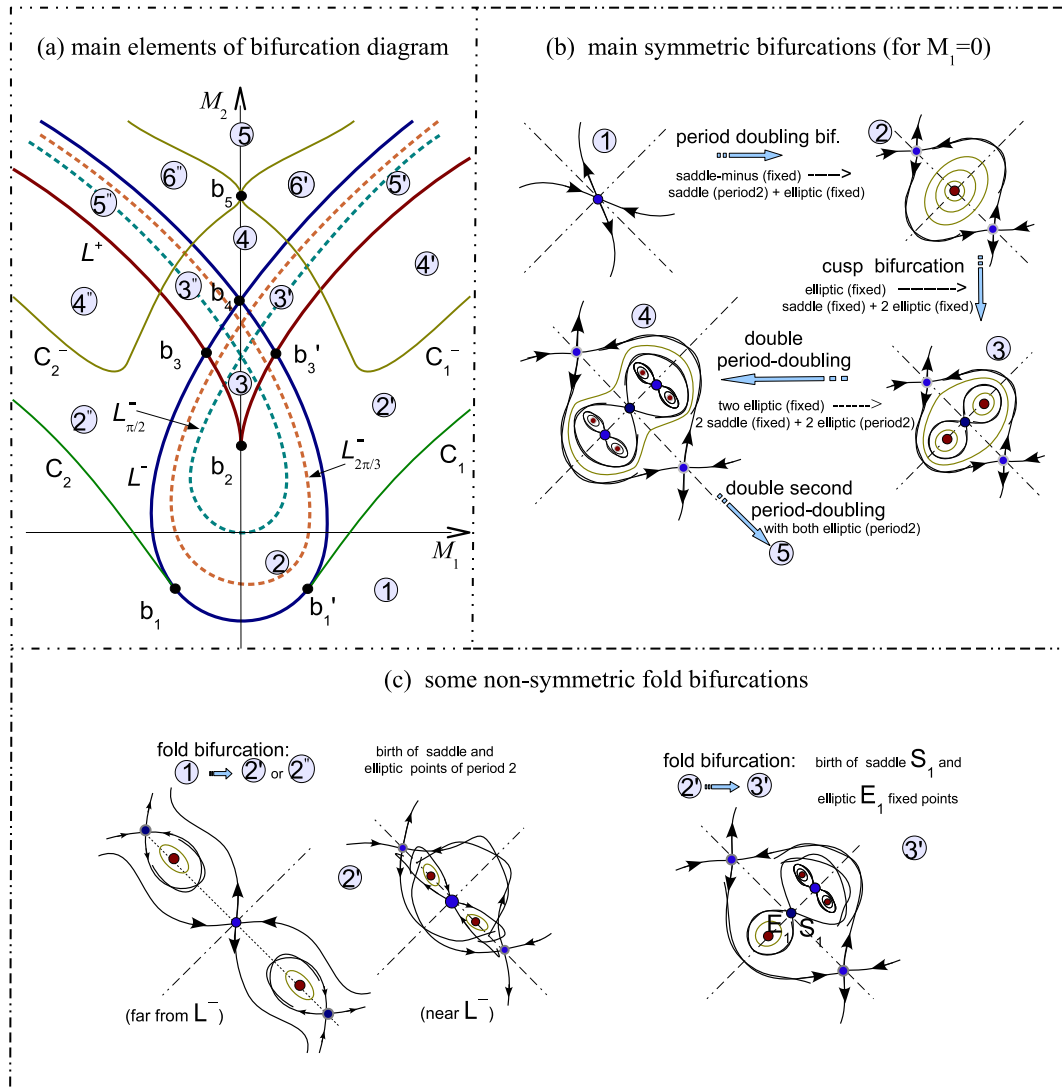 (a) main elements of bifurcation diagram
M2
5
6"
6'
b5
5"
5'
L+
4
4'
4"
3"
b4
3'
b3
b3'
C2−
C1−
3
L−π/2
2'
2"
L−2π/3
C2
L−
b2
C1
M1
2
b1
b1'
1
(b) main symmetric bifurcations (for M1=0)
1
period doubling bif.
saddle-minus (fixed) ---->
saddle (period2) + elliptic (fixed)
2
cusp bifurcation
elliptic (fixed) -------->
saddle (fixed) + 2 elliptic (fixed)
4
double
period-doubling
two elliptic (fixed) ------>
2 saddle (fixed) + 2 elliptic (period2)
3
double second
period-doubling
with both elliptic (period2)
5
(c) some non-symmetric fold bifurcations
fold bifurcation:
1 2' or 2"
birth of saddle and
elliptic points of period 2
2'
(far from L−)
(near L−)
fold bifurcation:
2' 3'
birth of saddle S1 and
elliptic E1 fixed points
3'
E1 S1